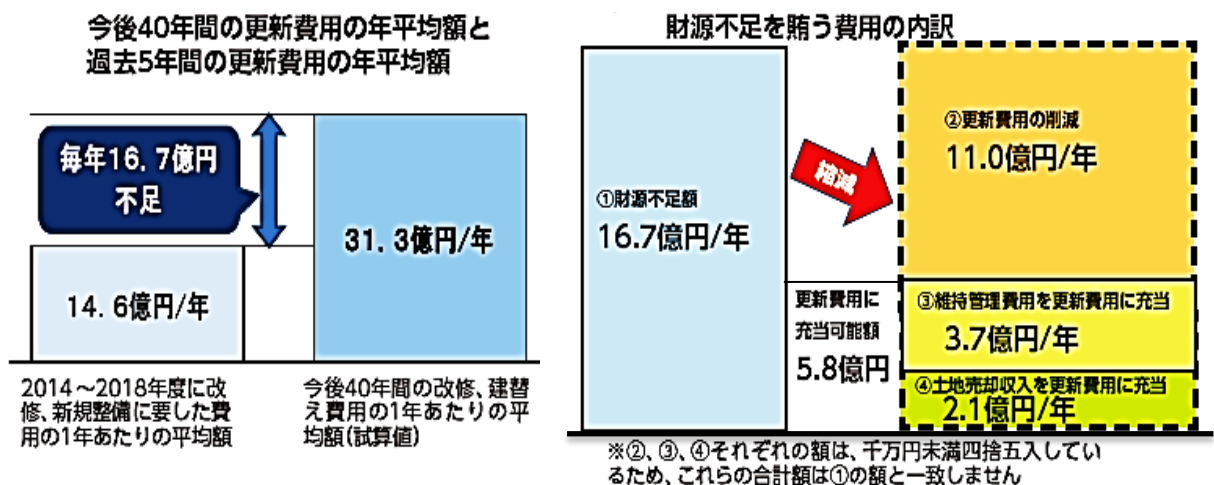 今後40年間の更新費用の年平均額と
過去5年間の更新費用の年平均額
毎年16.7億円
不足
14.6億円/年
31.3億円/年
2014～2018年度に改
修、新規整備に要した費
用の1年あたりの平均額
今後40年間の改修、建替
え費用の1年あたりの平
均額(試算値)
財源不足を賄う費用の内訳
①財源不足額
16.7億円/年
縮減
②更新費用の削減
11.0億円/年
更新費用に
充当可能額
5.8億円
③維持管理費用を更新費用に充当
3.7億円/年
④土地売却収入を更新費用に充当
2.1億円/年
※②、③、④それぞれの額は、千万円未満四捨五入してい
るため、これらの合計額は①の額と一致しません